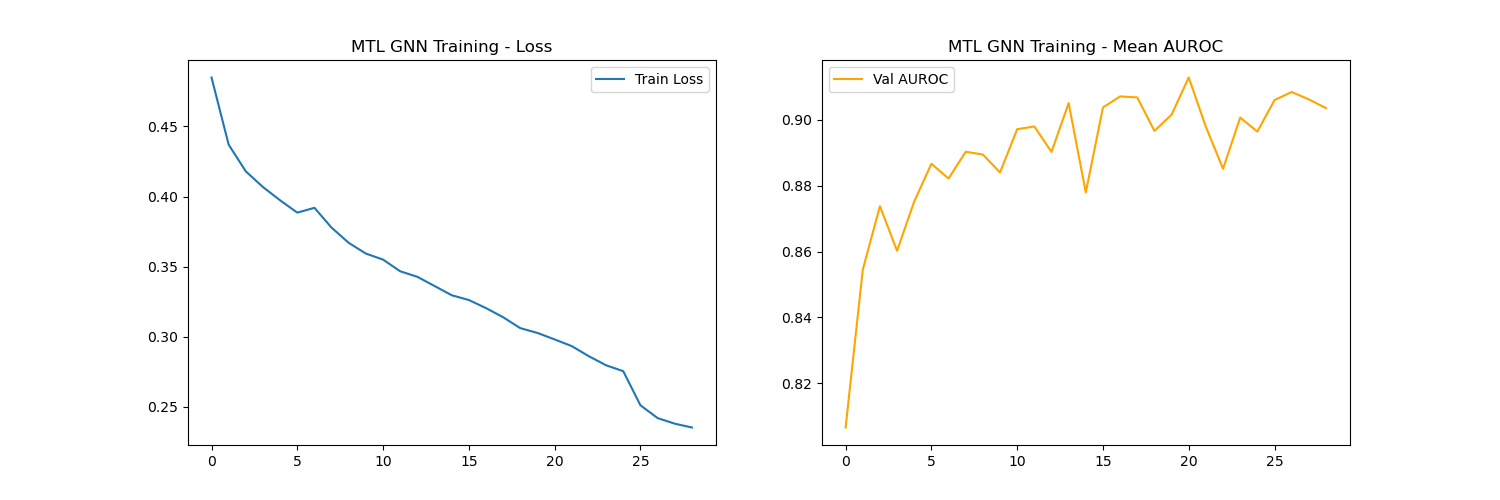 MTL GNN Training - Loss
Train Loss
0.45
0.40
0.35
0.30
0.25
0 5 10 15 20 25
MTL GNN Training - Mean AUROC
Val AUROC
0.90
0.88
0.86
0.84
0.82
0 5 10 15 20 25